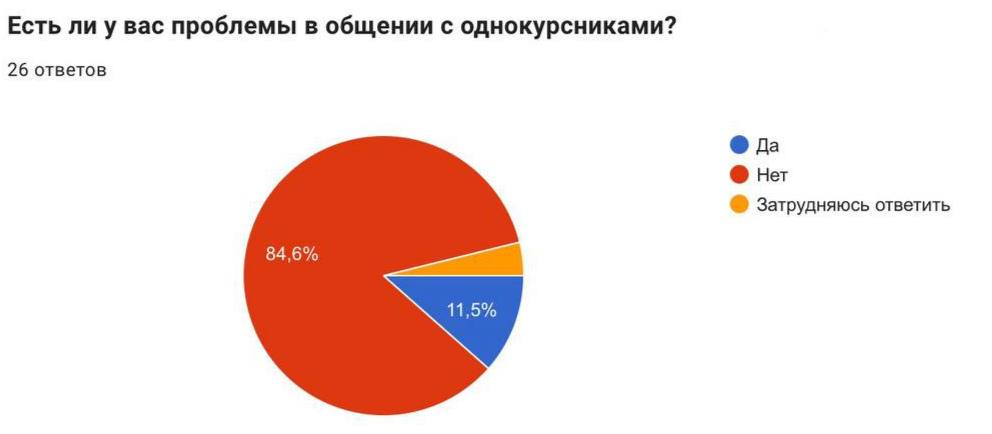 Есть ли у вас проблемы в общении с однокурсниками?
26 ответов
Да
Нет
Затрудняюсь ответить
84,6%
11,5%